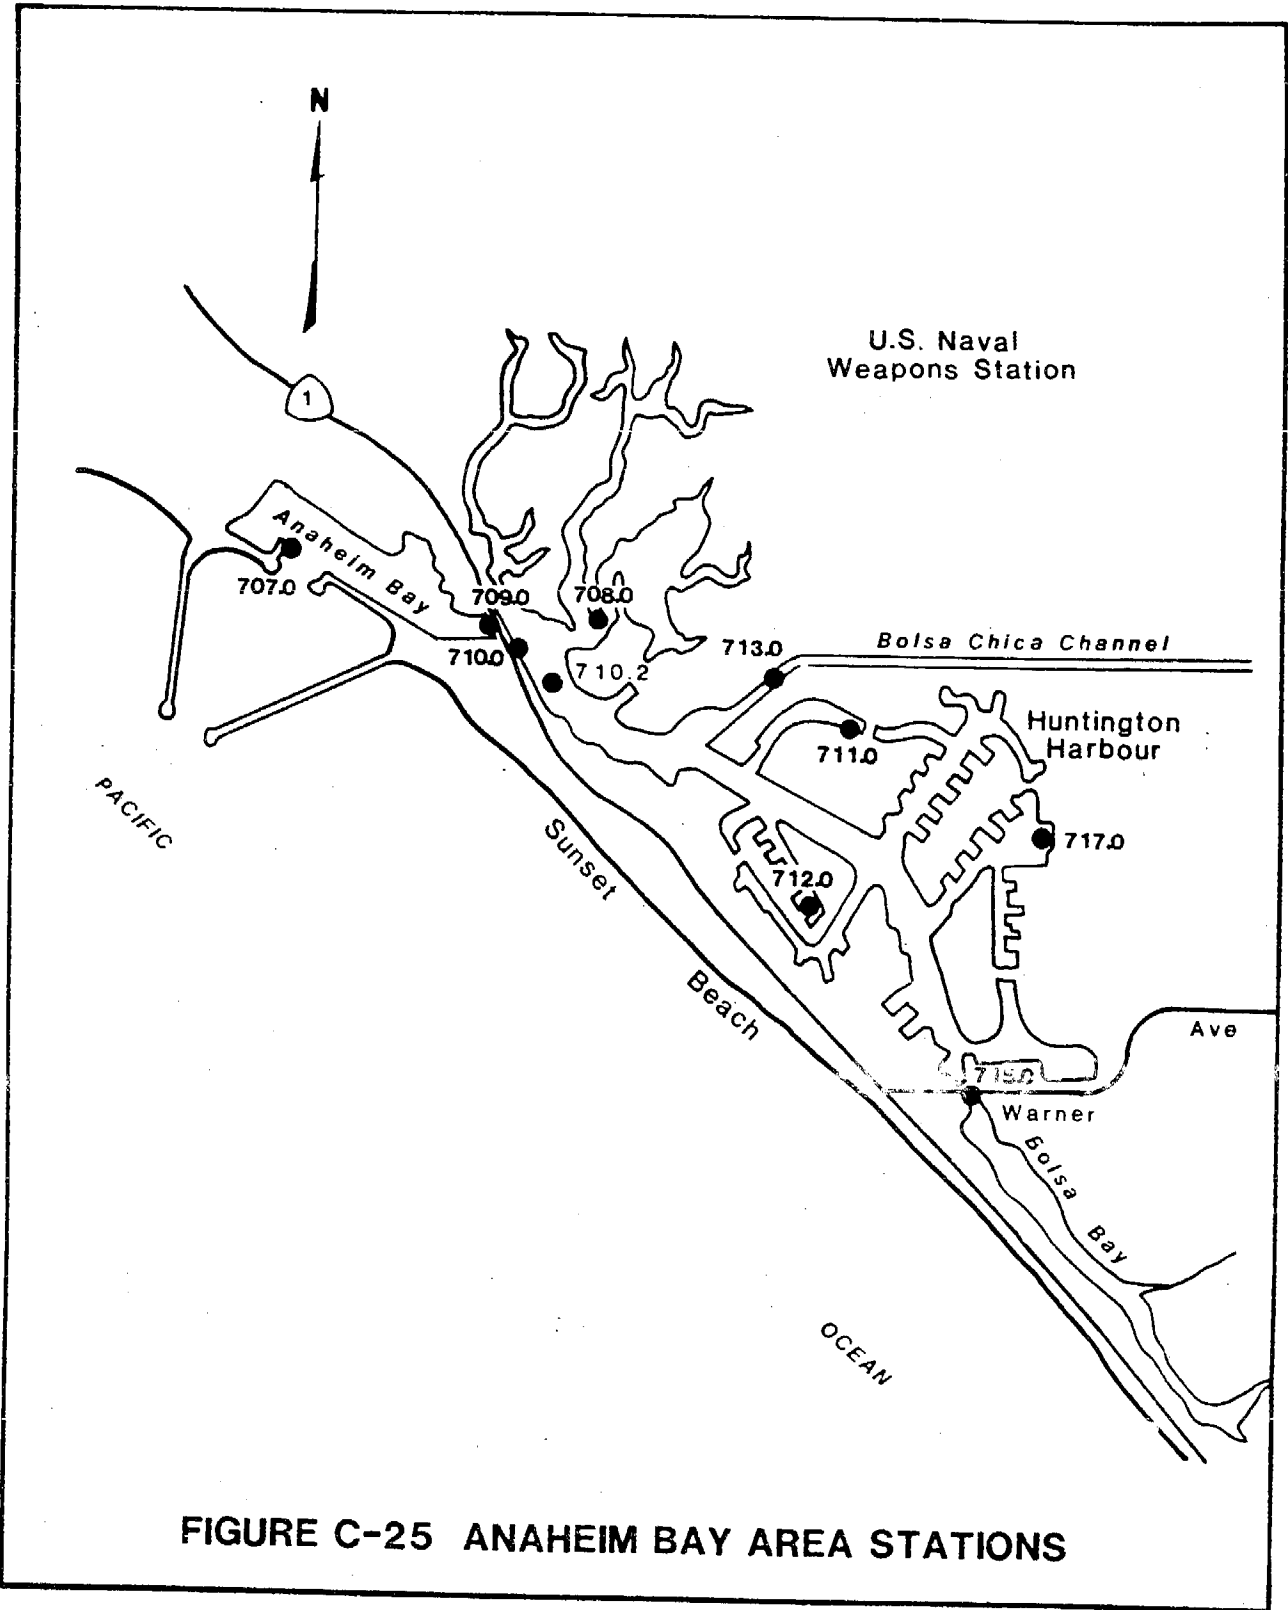 N
U.S. Naval
Weapons Station
1
Anaheim Bay
707.0
709.0
708.0
710.0
710.2
713.0
Bolsa Chica Channel
Huntington
Harbour
711.0
717.0
712.0
PACIFIC
Sunset
Beach
Ave
Warner
Bolsa
Bay
OCEAN
FIGURE C-25 ANAHEIM BAY AREA STATIONS